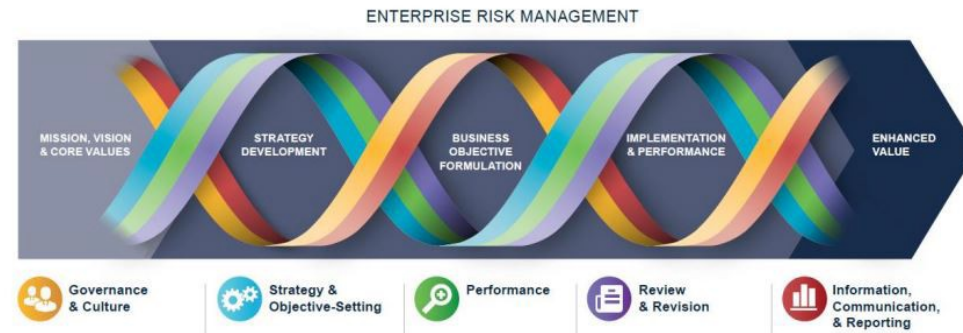 ENTERPRISE RISK MANAGEMENT
MISSION, VISION
& CORE VALUES
STRATEGY
DEVELOPMENT
BUSINESS
OBJECTIVE
FORMULATION
IMPLEMENTATION
& PERFORMANCE
ENHANCED
VALUE
Governance
& Culture
Strategy &
Objective-Setting
Performance
Review
& Revision
Information,
Communication,
& Reporting